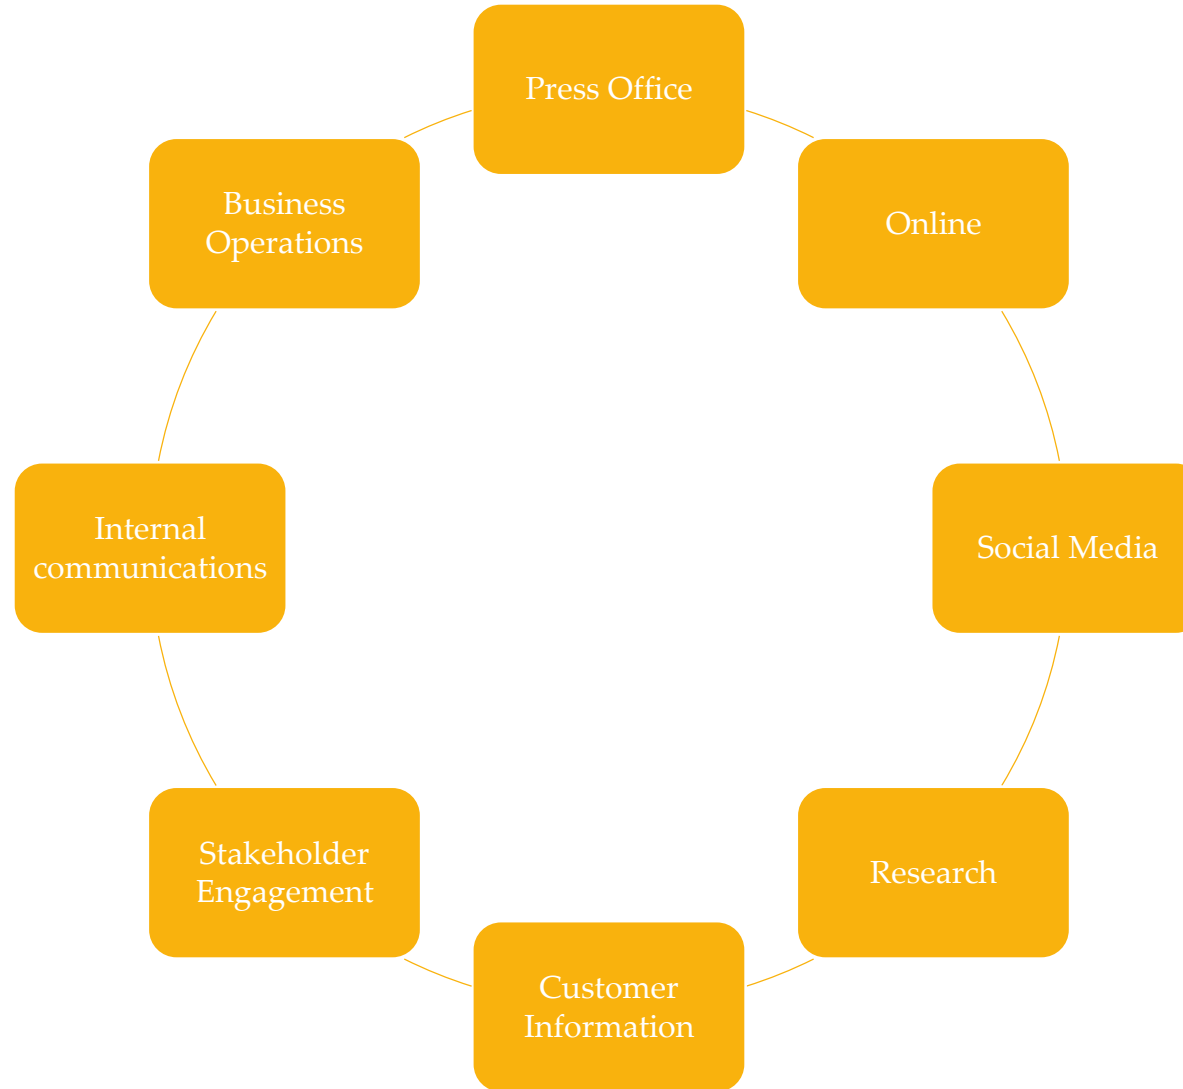 Press Office
Business
Operations
Online
Internal
communications
Social Media
Stakeholder
Engagement
Research
Customer
Information